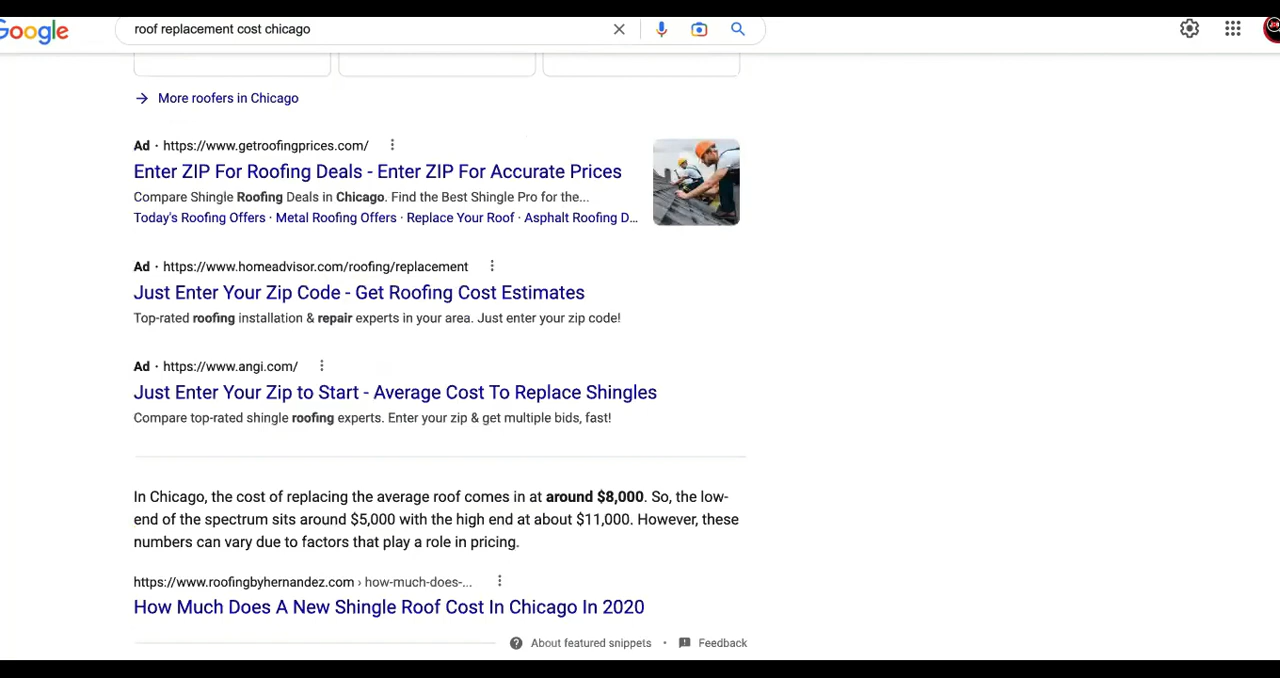 Google
roof replacement cost chicago
More roofers in Chicago
Ad · https://www.getroofingprices.com/
Enter ZIP For Roofing Deals - Enter ZIP For Accurate Prices
Compare Shingle Roofing Deals in Chicago. Find the Best Shingle Pro for the...
Today's Roofing Offers · Metal Roofing Offers · Replace Your Roof · Asphalt Roofing D...
Ad · https://www.homeadvisor.com/roofing/replacement
Just Enter Your Zip Code - Get Roofing Cost Estimates
Top-rated roofing installation & repair experts in your area. Just enter your zip code!
Ad · https://www.angi.com/
Just Enter Your Zip to Start - Average Cost To Replace Shingles
Compare top-rated shingle roofing experts. Enter your zip & get multiple bids, fast!
In Chicago, the cost of replacing the average roof comes in at around $8,000. So, the low-
end of the spectrum sits around $5,000 with the high end at about $11,000. However, these
numbers can vary due to factors that play a role in pricing.
https://www.roofingbyhernandez.com › how-much-does-...
How Much Does A New Shingle Roof Cost In Chicago In 2020
About featured snippets · Feedback